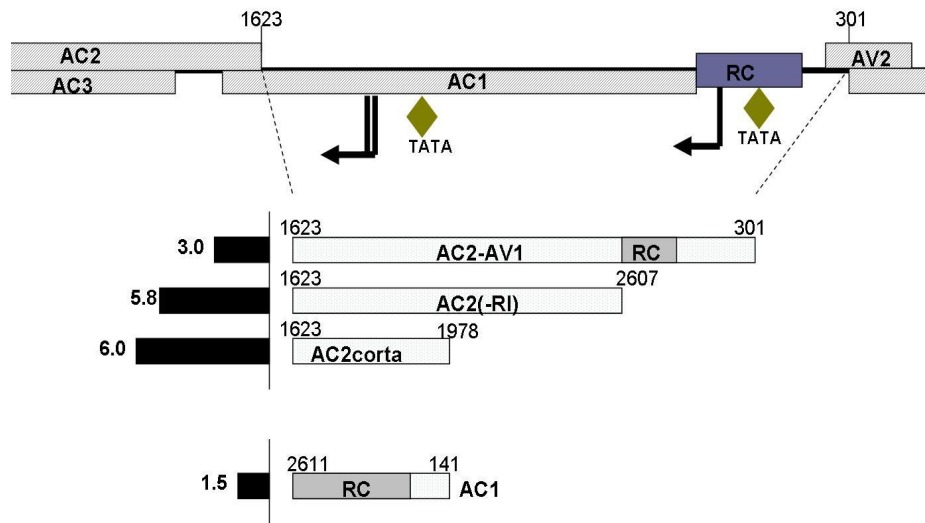 1623 301
AC2 AV2
AC3 AC1 RC
TATA TATA
3.0 1623 AC2-AV1 RC 301
5.8 1623 AC2(-RI) 2607
6.0 1623 AC2corta 1978
1.5 2611 RC 141 AC1